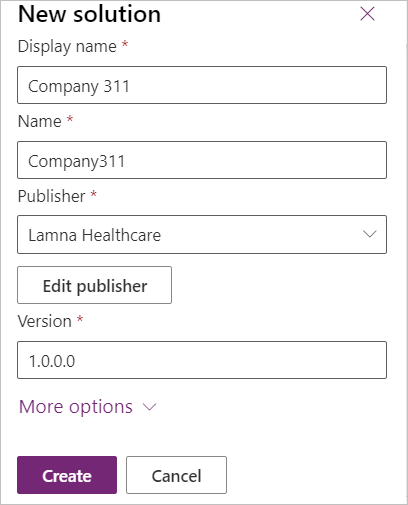 New solution
Display name *
Company 311
Name *
Company311
Publisher *
Lamna Healthcare
Edit publisher
Version *
1.0.0.0
More options
Create Cancel